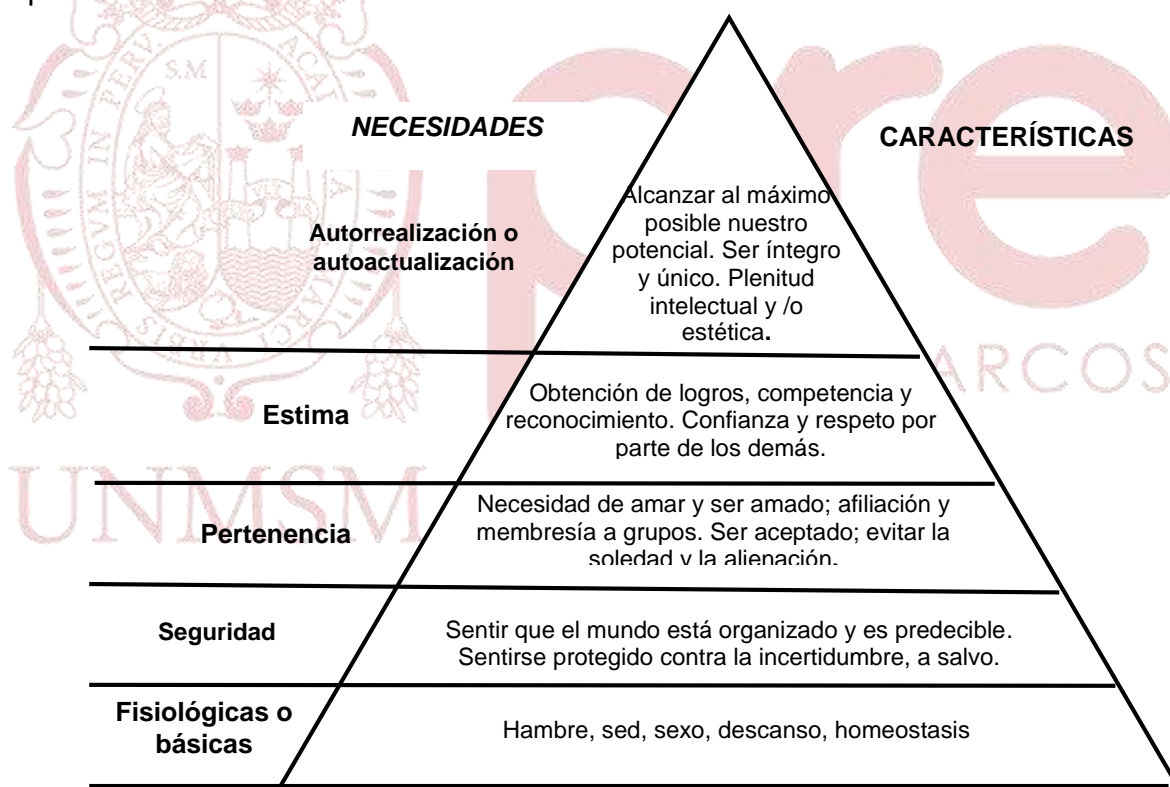 NECESIDADES
CARACTERÍSTICAS
Autorrealización o
autoactualización
Alcanzar al máximo
posible nuestro
potencial. Ser íntegro
y único. Plenitud
intelectual y /o
estética.
Estima
Obtención de logros, competencia y
reconocimiento. Confianza y respeto por
parte de los demás.
Pertenencia
Necesidad de amar y ser amado; afiliación y
membresía a grupos. Ser aceptado; evitar la
soledad y la alienación.
Seguridad
Sentir que el mundo está organizado y es predecible.
Sentirse protegido contra la incertidumbre, a salvo.
Fisiológicas o
básicas
Hambre, sed, sexo, descanso, homeostasis
S.M
UNMSM
pre
ARCOS